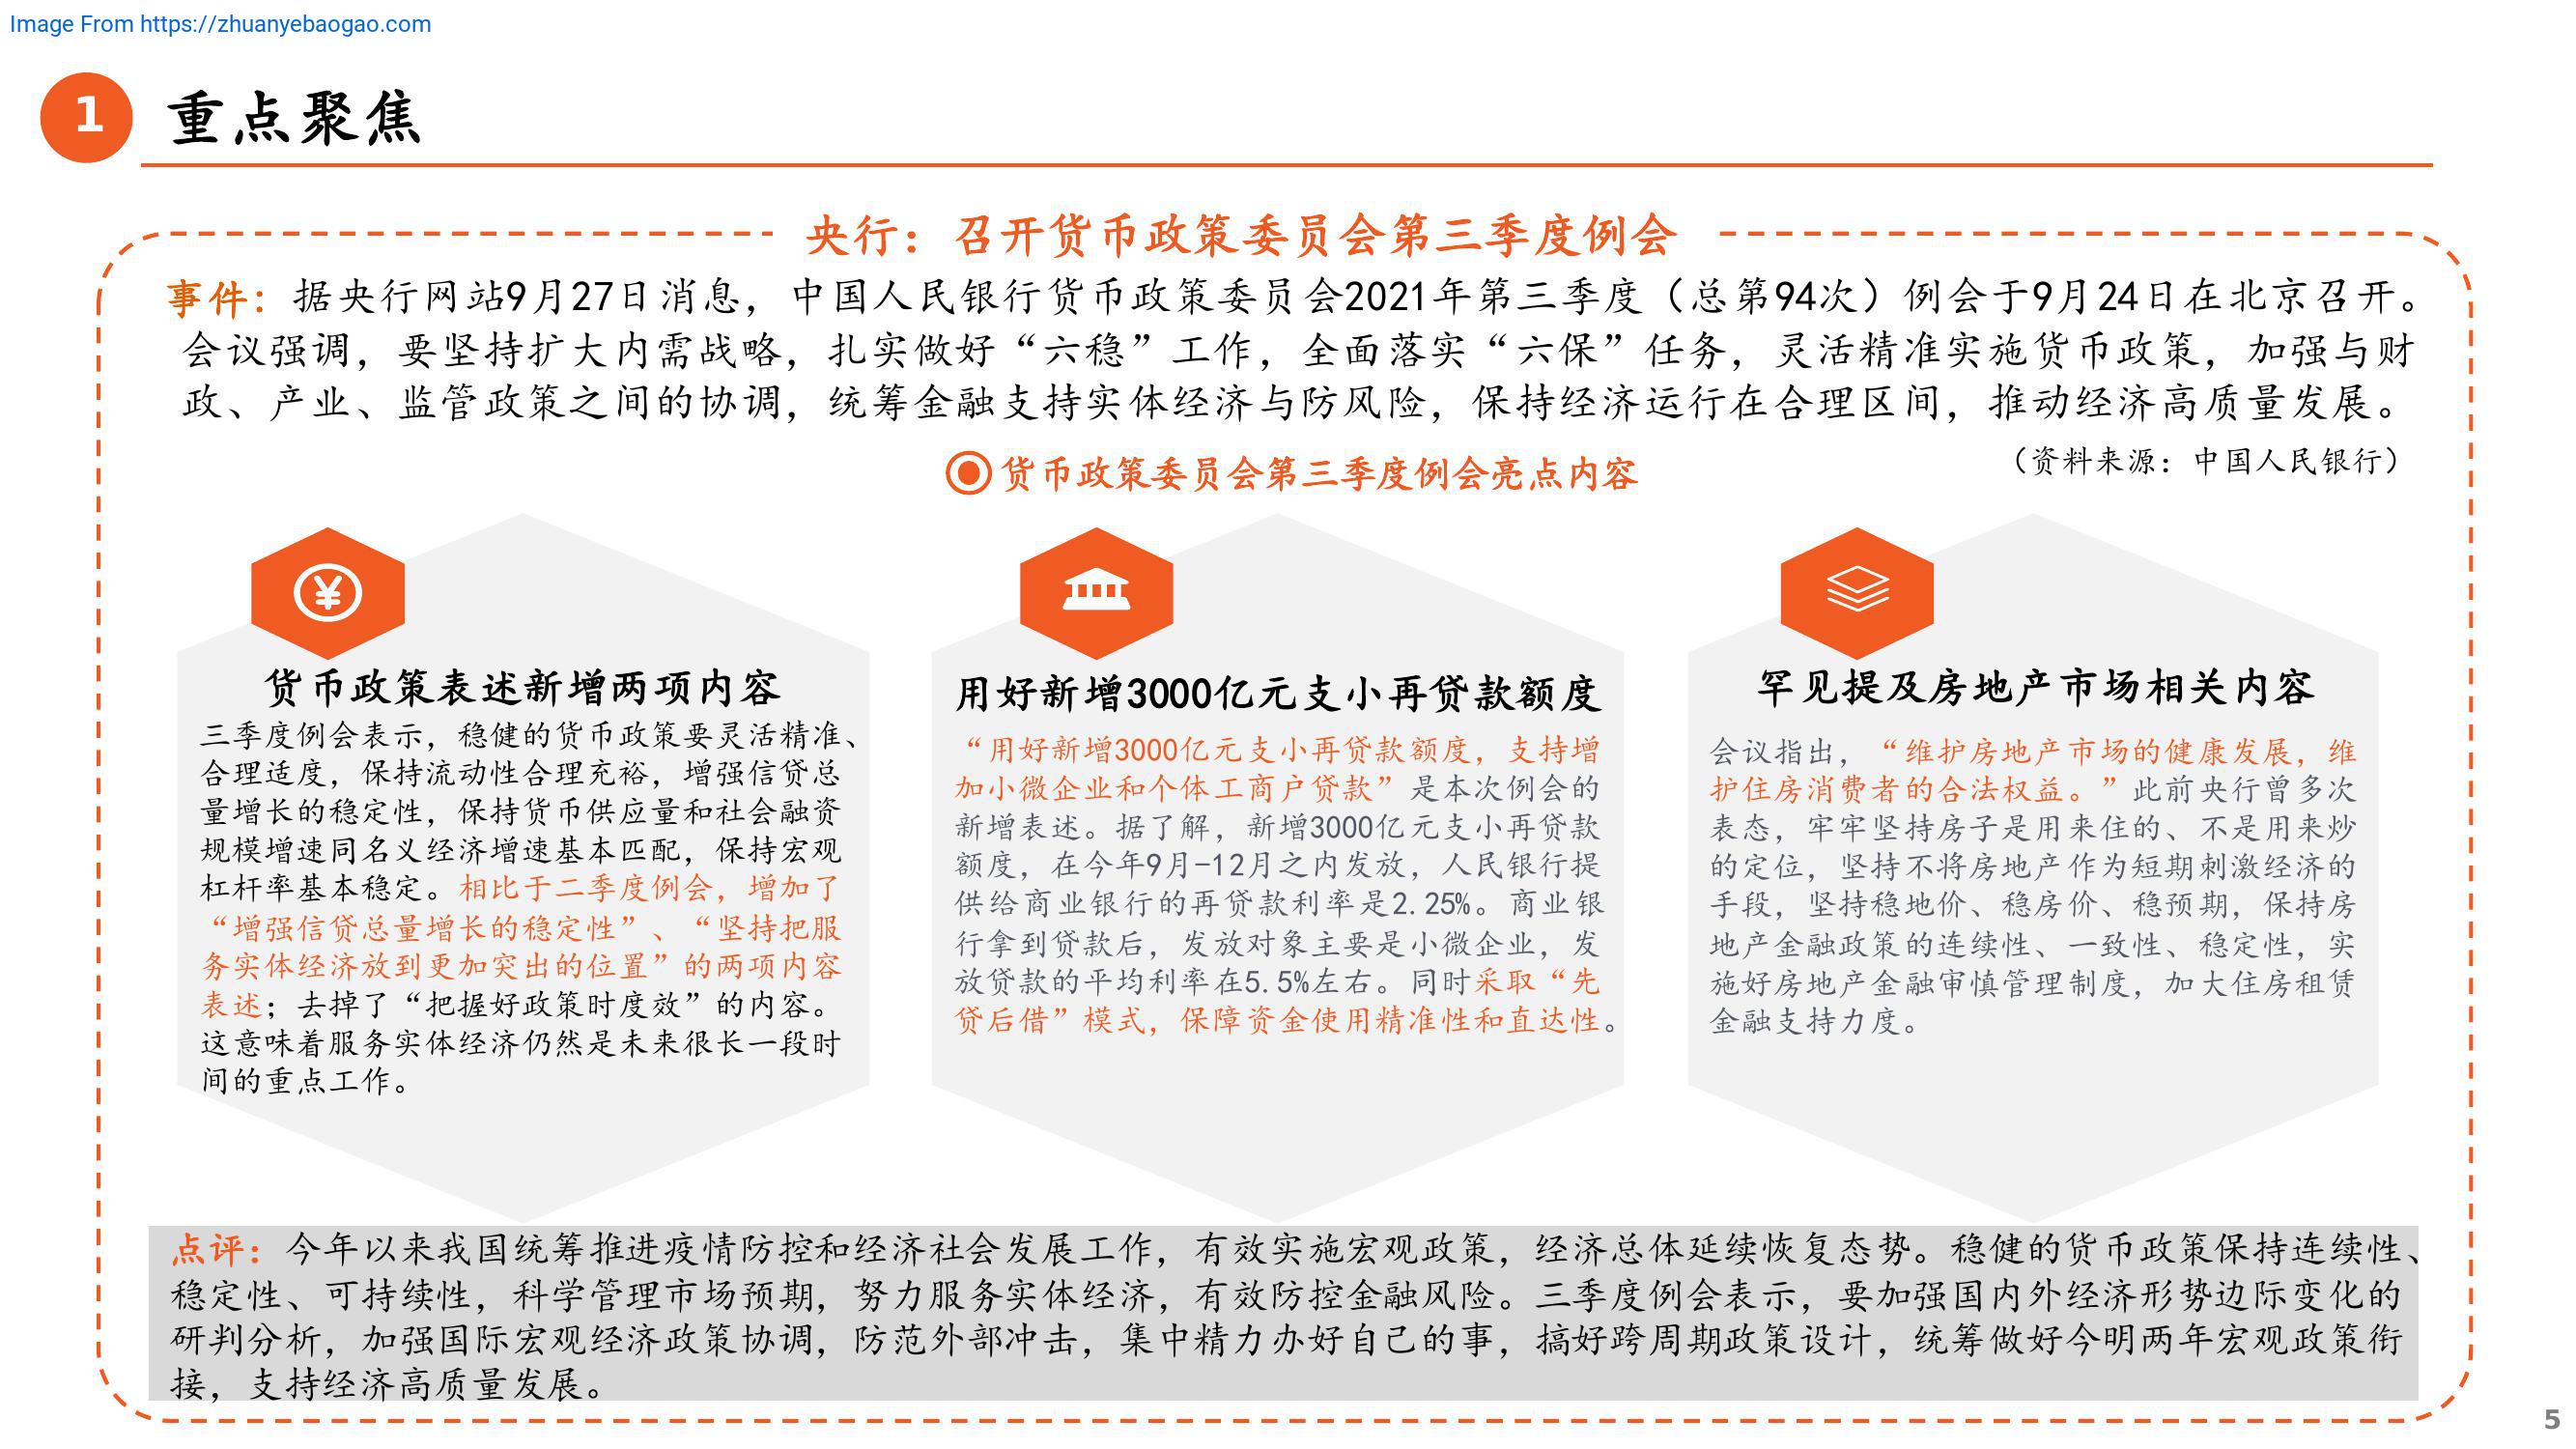 Image From https://zhuanyebaogao.com
1
重点聚焦
央行：召开货币政策委员会第三季度例会
事件：据央行网站9月27日消息，中国人民银行货币政策委员会2021年第三季度（总第94次）例会于9月24日在北京召开。
会议强调，要坚持扩大内需战略，扎实做好“六稳”工作，全面落实“六保”任务，灵活精准实施货币政策，加强与财
政、产业、监管政策之间的协调，统筹金融支持实体经济与防风险，保持经济运行在合理区间，推动经济高质量发展。
（资料来源：中国人民银行）
货币政策委员会第三季度例会亮点内容
货币政策表述新增两项内容
三季度例会表示，稳健的货币政策要灵活精准、
合理适度，保持流动性合理充裕，增强信贷总
量增长的稳定性，保持货币供应量和社会融资
规模增速同名义经济增速基本匹配，保持宏观
杠杆率基本稳定。相比于二季度例会，增加了
“增强信贷总量增长的稳定性”、“坚持把服
务实体经济放到更加突出的位置”的两项内容
表述；去掉了“把握好政策时度效”的内容。
这意味着服务实体经济仍然是未来很长一段时
间的重点工作。
用好新增3000亿元支小再贷款额度
“用好新增3000亿元支小再贷款额度，支持增
加小微企业和个体工商户贷款”是本次例会的
新增表述。据了解，新增3000亿元支小再贷款
额度，在今年9月-12月之内发放，人民银行提
供给商业银行的再贷款利率是2.25%。商业银
行拿到贷款后，发放对象主要是小微企业，发
放贷款的平均利率在5.5%左右。同时采取“先
贷后借”模式，保障资金使用精准性和直达性。
罕见提及房地产市场相关内容
会议指出，“维护房地产市场的健康发展，维
护住房消费者的合法权益。”此前央行曾多次
表态，牢牢坚持房子是用来住的、不是用来炒
的定位，坚持不将房地产作为短期刺激经济的
手段，坚持稳地价、稳房价、稳预期，保持房
地产金融政策的连续性、一致性、稳定性，实
施好房地产金融审慎管理制度，加大住房租赁
金融支持力度。
点评：今年以来我国统筹推进疫情防控和经济社会发展工作，有效实施宏观政策，经济总体延续恢复态势。稳健的货币政策保持连续性、
稳定性、可持续性，科学管理市场预期，努力服务实体经济，有效防控金融风险。三季度例会表示，要加强国内外经济形势边际变化的
研判分析，加强国际宏观经济政策协调，防范外部冲击，集中精力办好自己的事，搞好跨周期政策设计，统筹做好今明两年宏观政策衔
接，支持经济高质量发展。
5